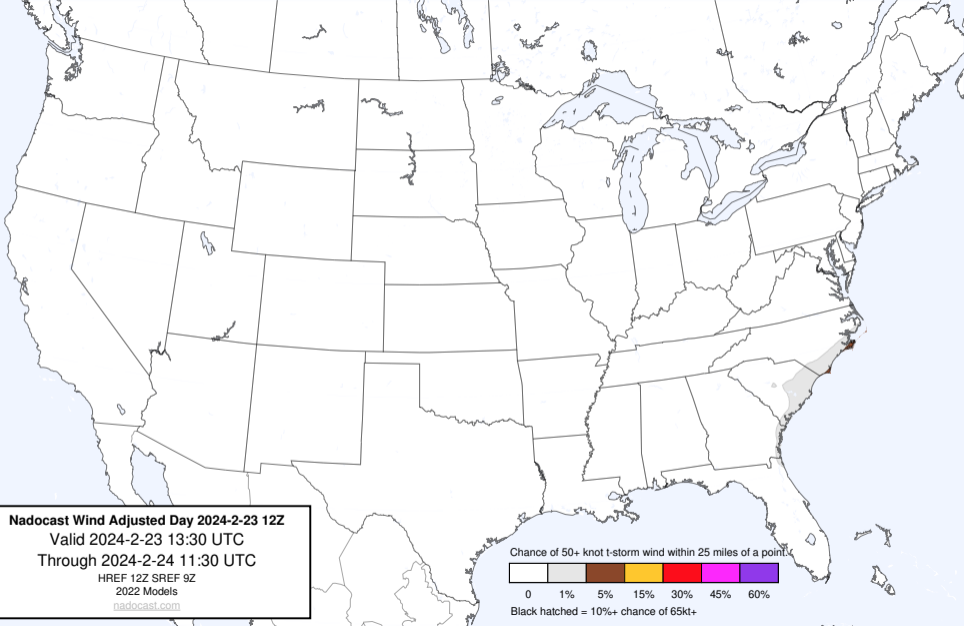 Nadocast Wind Adjusted Day 2024-2-23 12Z
Valid 2024-2-23 13:30 UTC
Through 2024-2-24 11:30 UTC
HREF 12Z SREF 9Z
2022 Models
nadocast.com
Chance of 50+ knot t-storm wind within 25 miles of a point.
0 1% 5% 15% 30% 45% 60%
Black hatched = 10%+ chance of 65kt+